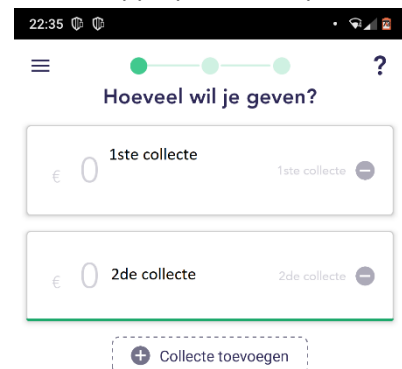 22:35
?
Hoeveel wil je geven?
1ste collecte
€ 0 1ste collecte
€ 0 2de collecte 2de collecte
Collecte toevoegen